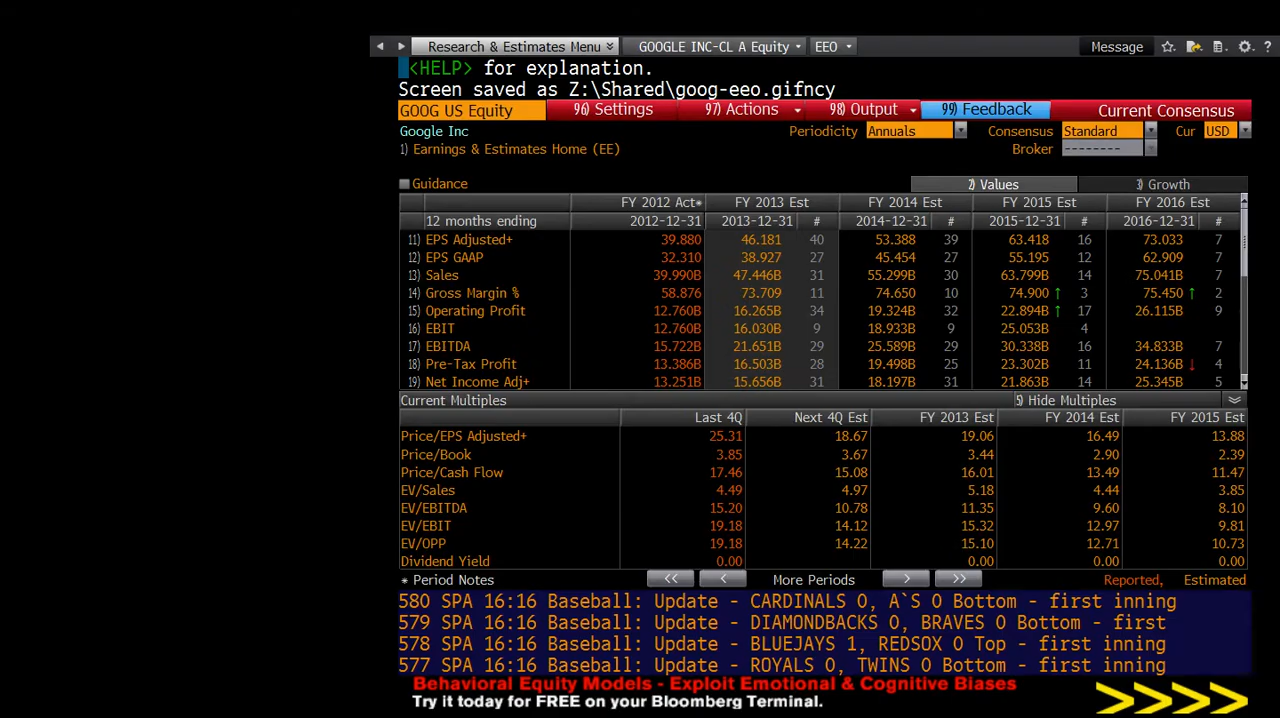 Research & Estimates Menu GOOGLE INC-CL A Equity EEO Message ?
<HELP> for explanation.
Screen saved as Z:\Shared\goog-eeo.gifncy
GOOG US Equity 96) Settings 97) Actions 98) Output 99) Feedback Current Consensus
Google Inc Periodicity Annuals Consensus Standard Cur USD
1) Earnings & Estimates Home (EE) Broker --------
Guidance 2) Values 3) Growth
FY 2012 Act* FY 2013 Est FY 2014 Est FY 2015 Est FY 2016 Est
12 months ending 2012-12-31 2013-12-31 # 2014-12-31 # 2015-12-31 # 2016-12-31 #
11) EPS Adjusted+ 39.880 46.181 40 53.388 39 63.418 16 73.033 7
12) EPS GAAP 32.310 38.927 27 45.454 27 55.195 12 62.909 7
13) Sales 39.990B 47.446B 31 55.299B 30 63.799B 14 75.041B 7
14) Gross Margin % 58.876 73.709 11 74.650 10 74.900 ↑ 3 75.450 ↑ 2
15) Operating Profit 12.760B 16.265B 34 19.324B 32 22.894B ↑ 17 26.115B 9
16) EBIT 12.760B 16.030B 9 18.933B 9 25.053B 4
17) EBITDA 15.722B 21.651B 29 25.589B 29 30.338B 16 34.833B 7
18) Pre-Tax Profit 13.386B 16.503B 28 19.498B 25 23.302B 11 24.136B ↓ 4
19) Net Income Adj+ 13.251B 15.656B 31 18.197B 31 21.863B 14 25.345B 5
Current Multiples 5) Hide Multiples
Last 4Q Next 4Q Est FY 2013 Est FY 2014 Est FY 2015 Est
Price/EPS Adjusted+ 25.31 18.67 19.06 16.49 13.88
Price/Book 3.85 3.67 3.44 2.90 2.39
Price/Cash Flow 17.46 15.08 16.01 13.49 11.47
EV/Sales 4.49 4.97 5.18 4.44 3.85
EV/EBITDA 15.20 10.78 11.35 9.60 8.10
EV/EBIT 19.18 14.12 15.32 12.97 9.81
EV/OPP 19.18 14.22 15.10 12.71 10.73
Dividend Yield 0.00 0.00 0.00 0.00
* Period Notes << < More Periods > >> Reported, Estimated
580 SPA 16:16 Baseball: Update - CARDINALS 0, A`S 0 Bottom - first inning
579 SPA 16:16 Baseball: Update - DIAMONDBACKS 0, BRAVES 0 Bottom - first
578 SPA 16:16 Baseball: Update - BLUEJAYS 1, REDSOX 0 Top - first inning
577 SPA 16:16 Baseball: Update - ROYALS 0, TWINS 0 Bottom - first inning
Behavioral Equity Models - Exploit Emotional & Cognitive Biases
Try it today for FREE on your Bloomberg Terminal.